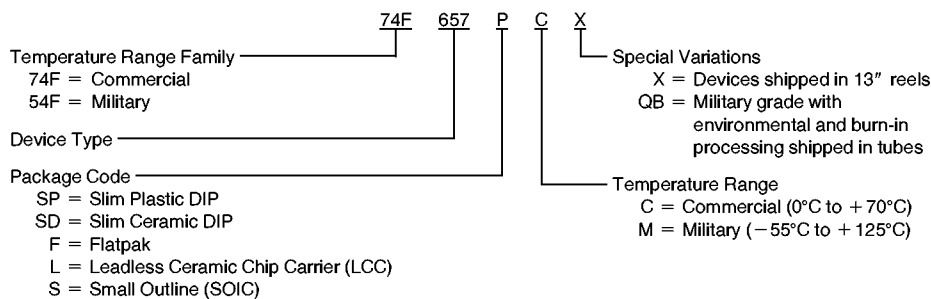 74F 657 P C X
Temperature Range Family
74F = Commercial
54F = Military
Device Type
Package Code
SP = Slim Plastic DIP
SD = Slim Ceramic DIP
F = Flatpak
L = Leadless Ceramic Chip Carrier (LCC)
S = Small Outline (SOIC)
Special Variations
X = Devices shipped in 13" reels
QB = Military grade with
environmental and burn-in
processing shipped in tubes
Temperature Range
C = Commercial (0°C to +70°C)
M = Military (−55°C to +125°C)